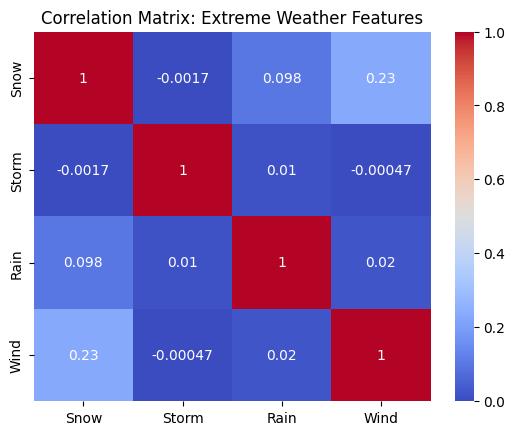 Correlation Matrix: Extreme Weather Features
Snow 1 -0.0017 0.098 0.23
Storm -0.0017 1 0.01 -0.00047
Rain 0.098 0.01 1 0.02
Wind 0.23 -0.00047 0.02 1
Snow Storm Rain Wind
1.0
0.8
0.6
0.4
0.2
0.0